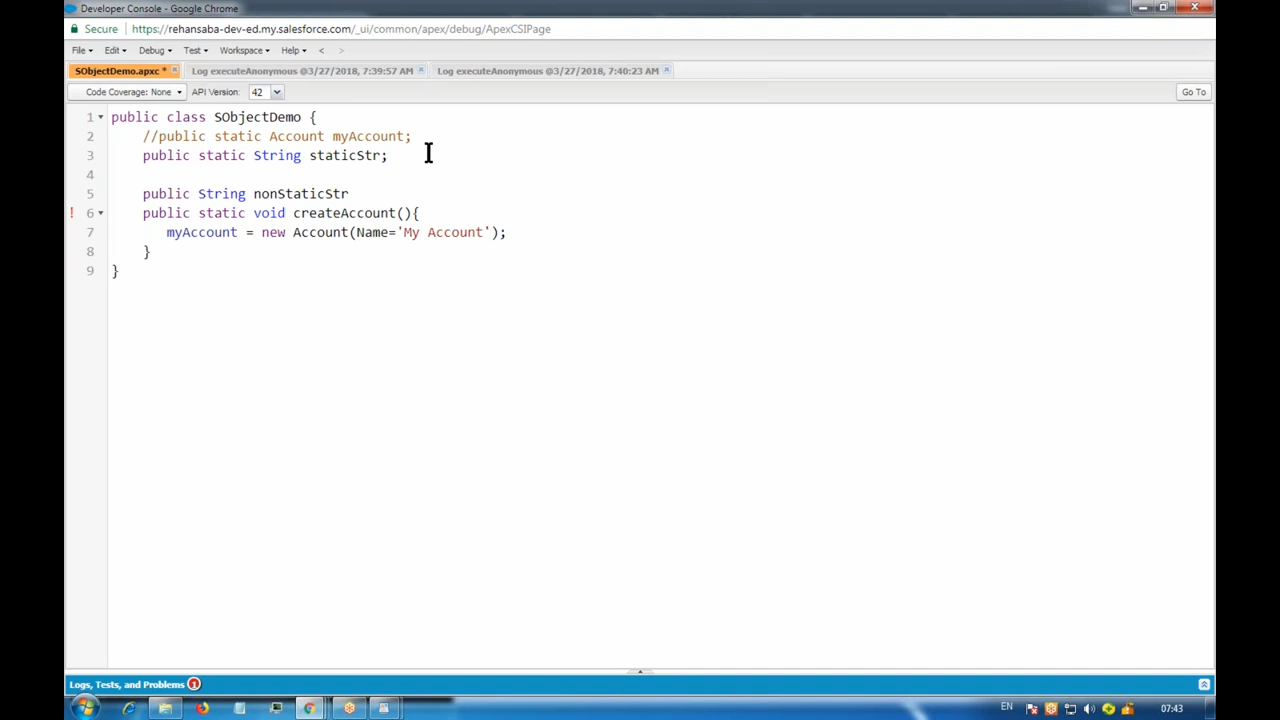 Developer Console - Google Chrome
Secure https://rehansaba-dev-ed.my.salesforce.com/_ui/common/apex/debug/ApexCSIPage
File Edit Debug Test Workspace Help < >
SObjectDemo.apxc * Log executeAnonymous @3/27/2018, 7:39:57 AM Log executeAnonymous @3/27/2018, 7:40:23 AM
Code Coverage: None API Version: 42 Go To
1 public class SObjectDemo {
2 //public static Account myAccount;
3 public static String staticStr;
4
5 public String nonStaticStr
! 6 public static void createAccount(){
7 myAccount = new Account(Name='My Account');
8 }
9 }
Logs, Tests, and Problems 1
EN 07:43